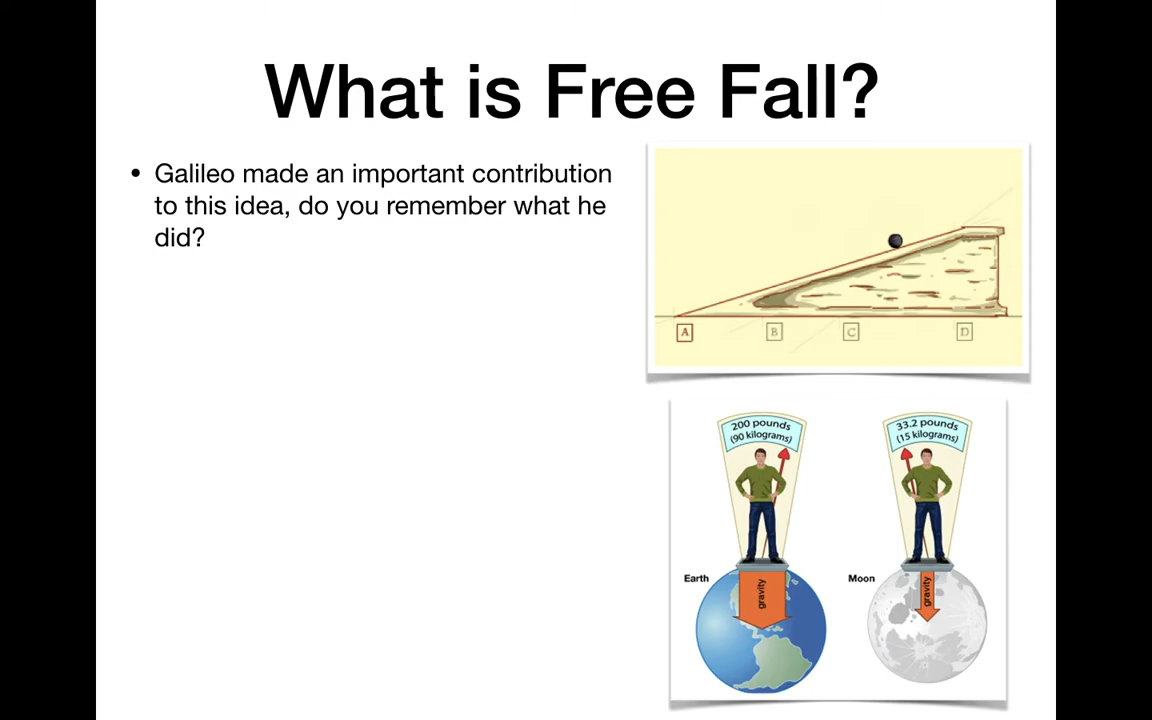 What is Free Fall?
• Galileo made an important contribution
to this idea, do you remember what he
did?
A
B
C
D
200 pounds
(90 kilograms)
33.2 pounds
(15 kilograms)
Earth
gravity
Moon
gravity